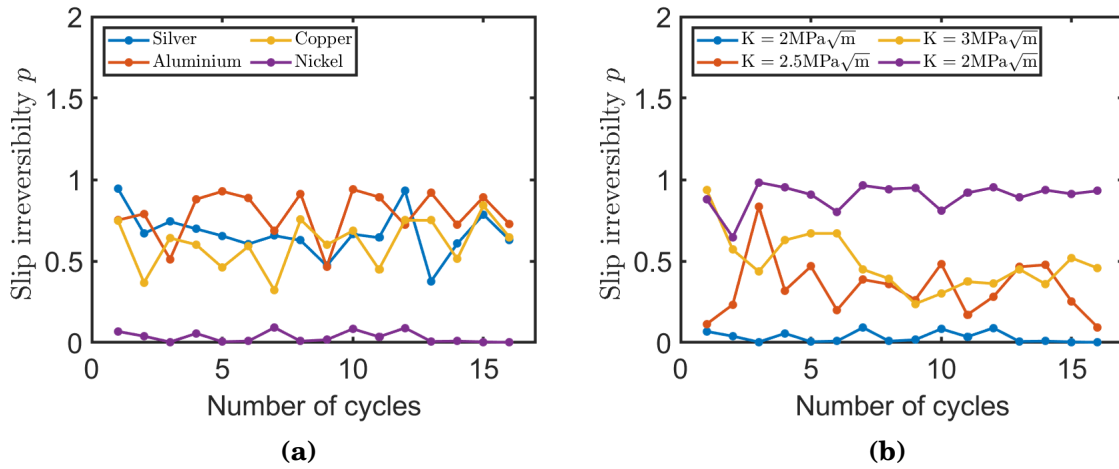 2
1.5
1
0.5
0
0
5
10
15
Slip irreversibilty p
Number of cycles
Silver
Copper
Aluminium
Nickel
(a)
2
1.5
1
0.5
0
0
5
10
15
Slip irreversibilty p
Number of cycles
K = 2MPa√m
K = 3MPa√m
K = 2.5MPa√m
K = 2MPa√m
(b)